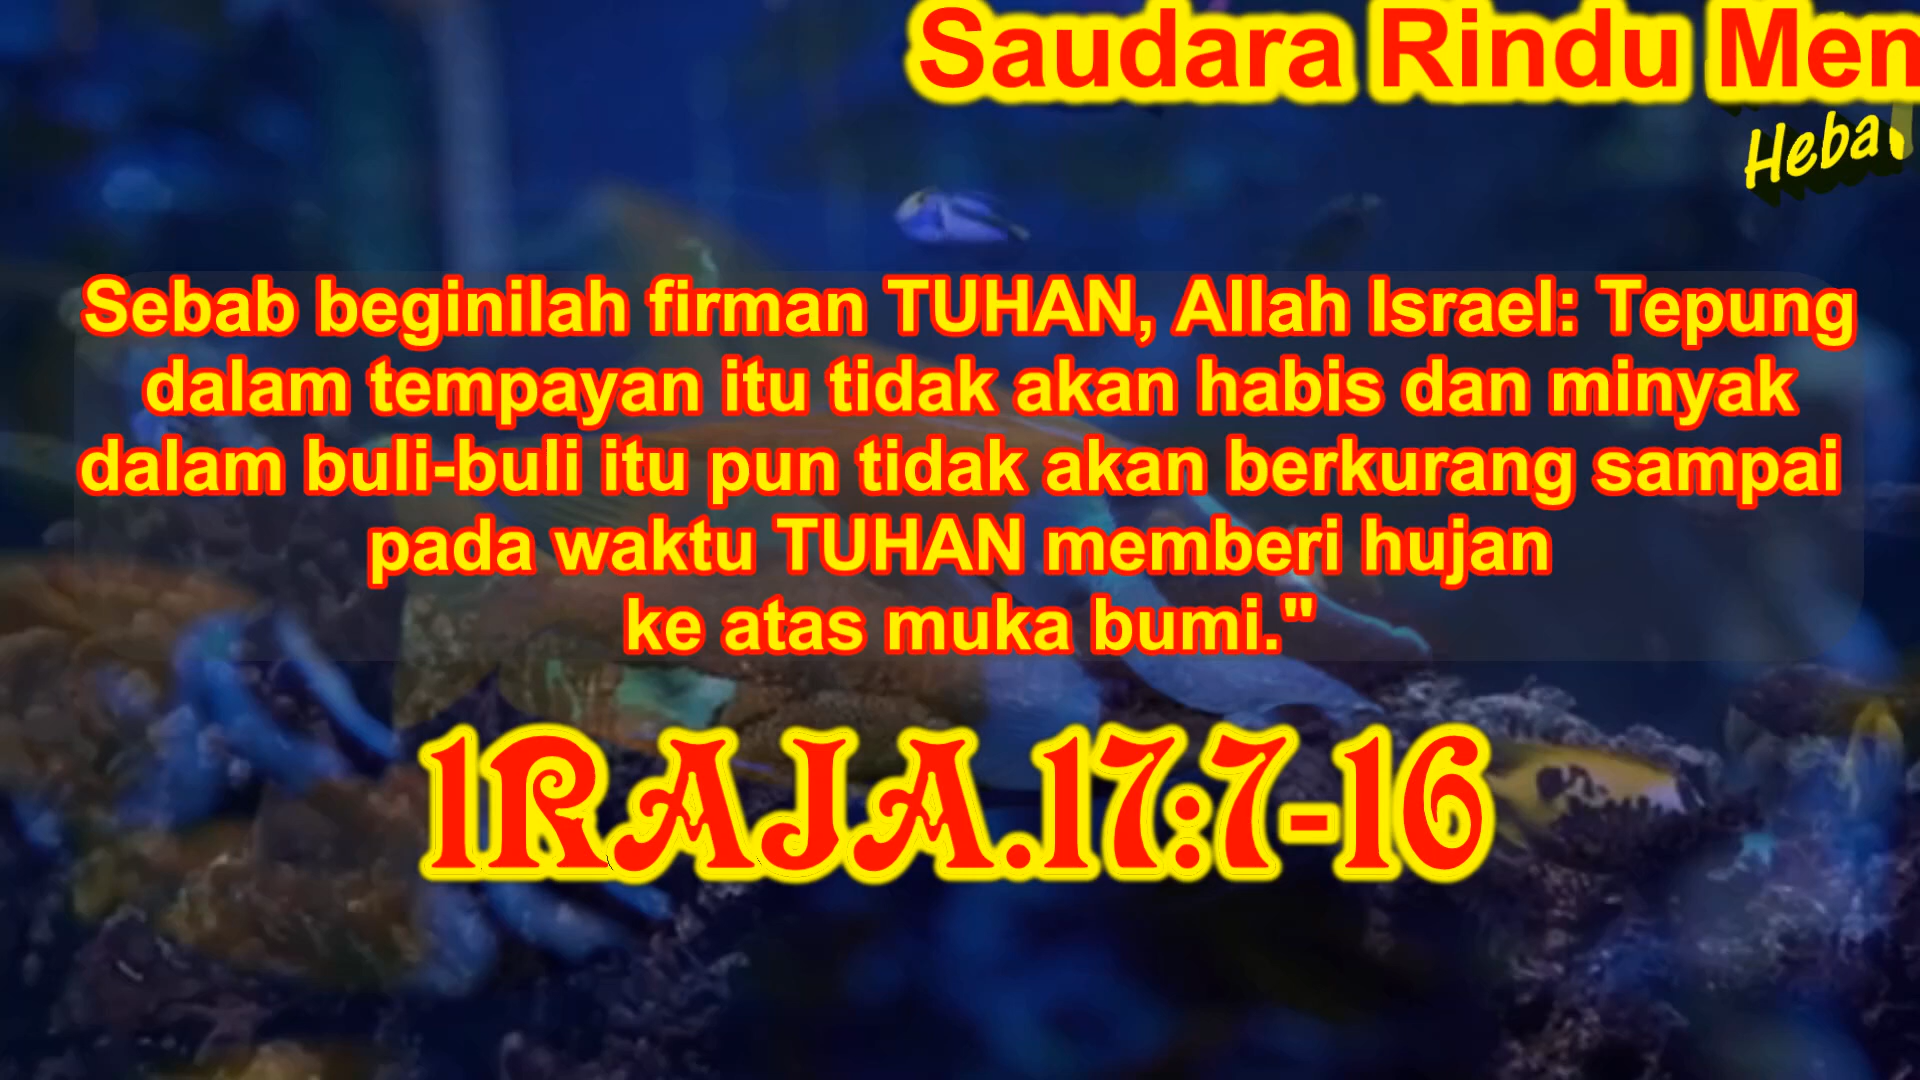 Saudara Rindu Men
Heba
Sebab beginilah firman TUHAN, Allah Israel: Tepung
dalam tempayan itu tidak akan habis dan minyak
dalam buli-buli itu pun tidak akan berkurang sampai
pada waktu TUHAN memberi hujan
ke atas muka bumi."
1RAJA.17:7-16